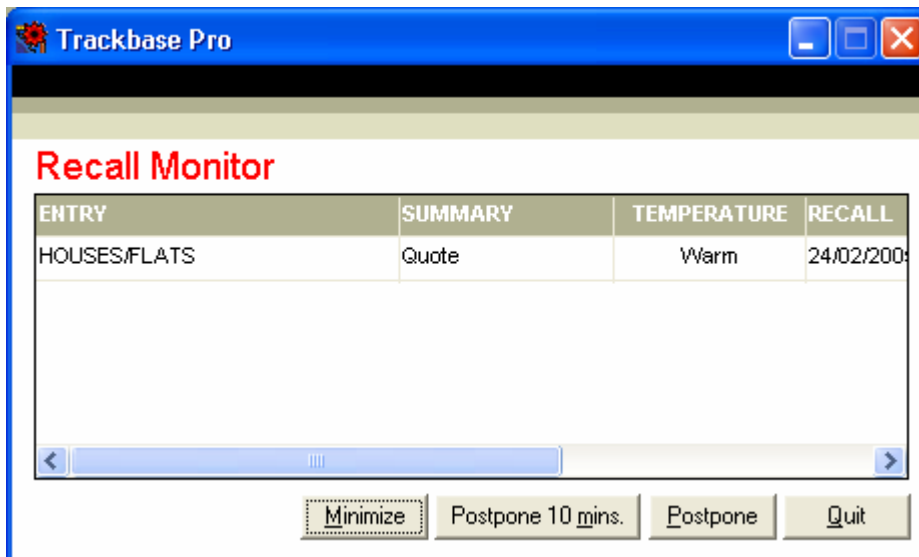 Trackbase Pro
Recall Monitor
ENTRY SUMMARY TEMPERATURE RECALL
HOUSES/FLATS Quote Warm
Minimize Postpone 10 mins. Postpone Quit